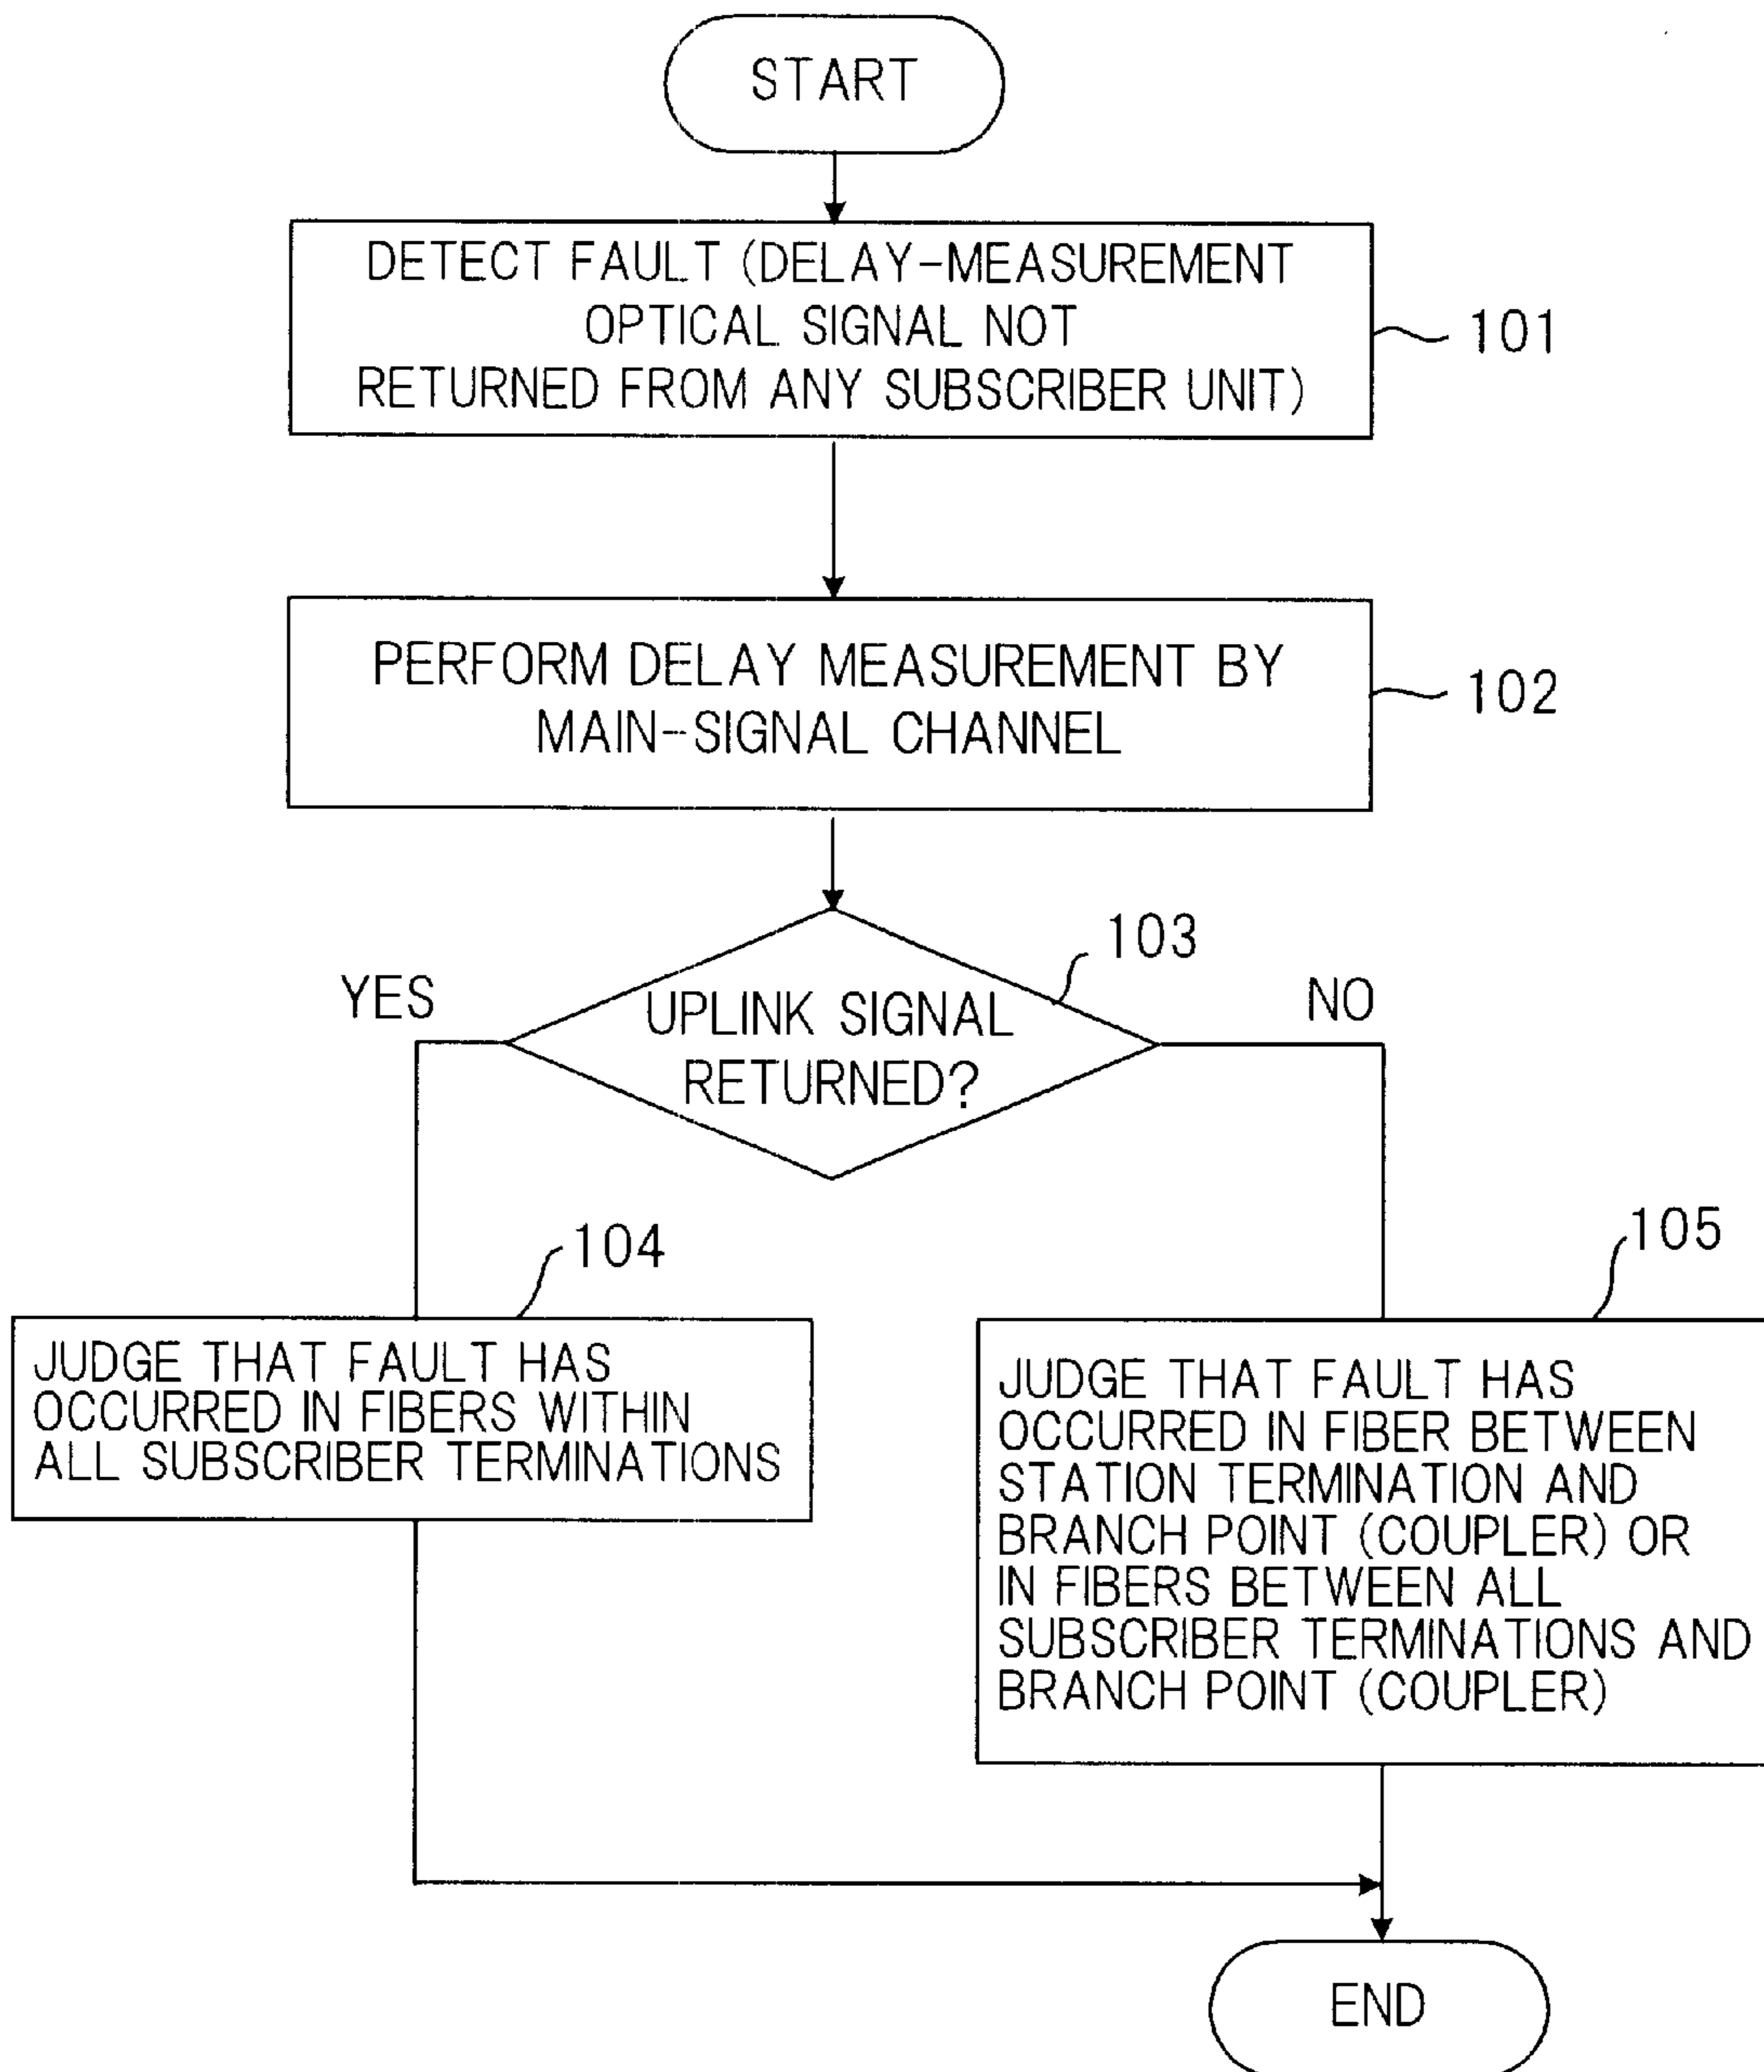 START
DETECT FAULT (DELAY-MEASUREMENT
OPTICAL SIGNAL NOT
RETURNED FROM ANY SUBSCRIBER UNIT)
101
PERFORM DELAY MEASUREMENT BY
MAIN-SIGNAL CHANNEL
102
103
YES
UPLINK SIGNAL
RETURNED?
NO
104
JUDGE THAT FAULT HAS
OCCURRED IN FIBERS WITHIN
ALL SUBSCRIBER TERMINATIONS
105
JUDGE THAT FAULT HAS
OCCURRED IN FIBER BETWEEN
STATION TERMINATION AND
BRANCH POINT (COUPLER) OR
IN FIBERS BETWEEN ALL
SUBSCRIBER TERMINATIONS AND
BRANCH POINT (COUPLER)
END